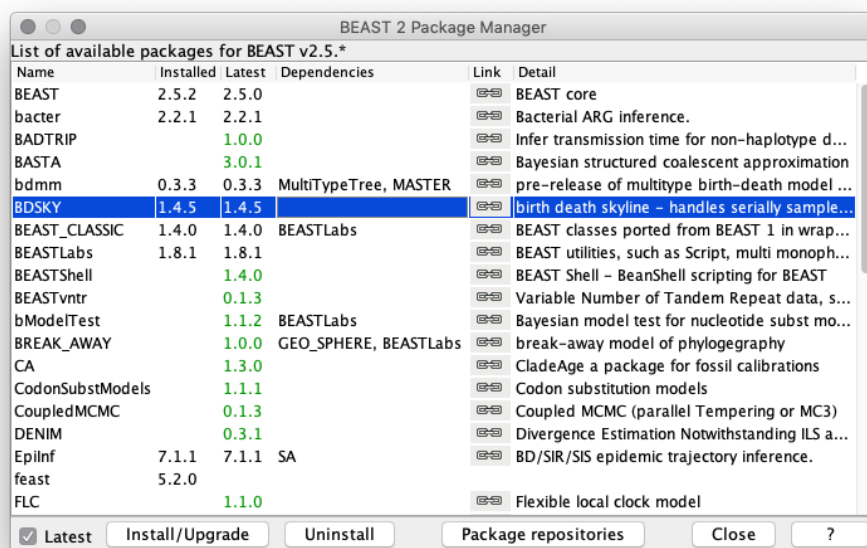 BEAST 2 Package Manager
List of available packages for BEAST v2.5.*
Name Installed Latest Dependencies Link Detail
BEAST 2.5.2 2.5.0 BEAST core
bacter 2.2.1 2.2.1 Bacterial ARG inference.
BADTRIP 1.0.0 Infer transmission time for non-haplotype d...
BASTA 3.0.1 Bayesian structured coalescent approximation
bdmm 0.3.3 0.3.3 MultiTypeTree, MASTER pre-release of multitype birth-death model ...
BDSKY 1.4.5 1.4.5 birth death skyline - handles serially sample...
BEAST_CLASSIC 1.4.0 1.4.0 BEASTLabs BEAST classes ported from BEAST 1 in wrap...
BEASTLabs 1.8.1 1.8.1 BEAST utilities, such as Script, multi monoph...
BEASTShell 1.4.0 BEAST Shell - BeanShell scripting for BEAST
BEASTvntr 0.1.3 Variable Number of Tandem Repeat data, s...
bModelTest 1.1.2 BEASTLabs Bayesian model test for nucleotide subst mo...
BREAK_AWAY 1.0.0 GEO_SPHERE, BEASTLabs break-away model of phylogeography
CA 1.3.0 CladeAge a package for fossil calibrations
CodonSubstModels 1.1.1 Codon substitution models
CoupledMCMC 0.1.3 Coupled MCMC (parallel Tempering or MC3)
DENIM 0.3.1 Divergence Estimation Notwithstanding ILS a...
EpiInf 7.1.1 7.1.1 SA BD/SIR/SIS epidemic trajectory inference.
feast 5.2.0
FLC 1.1.0 Flexible local clock model
Latest Install/Upgrade Uninstall Package repositories Close ?